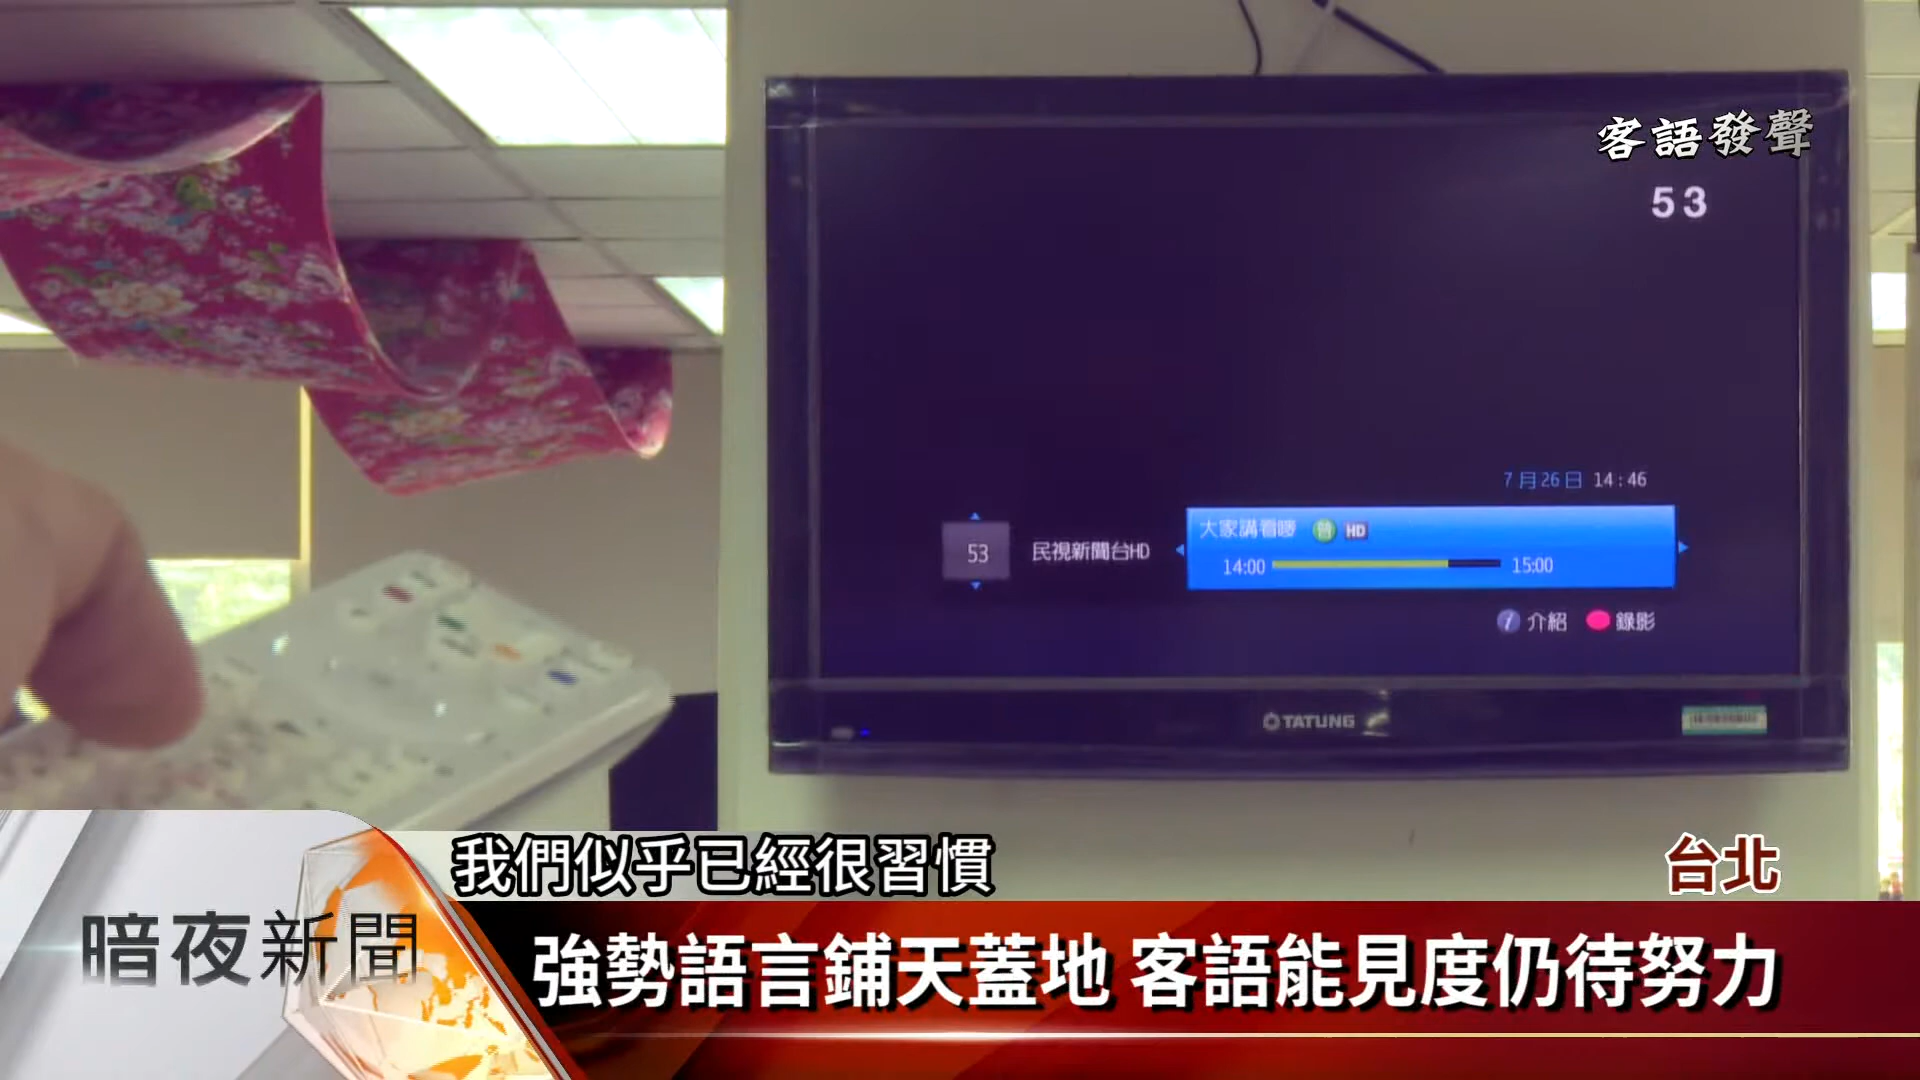 客語發聲
53
7月26日 14:46
53 民視新聞台HD
大家講看嘜 普 HD
14:00 15:00
i 介紹 錄影
TATUNG
我們似乎已經很習慣
台北
暗夜新聞
強勢語言鋪天蓋地 客語能見度仍待努力